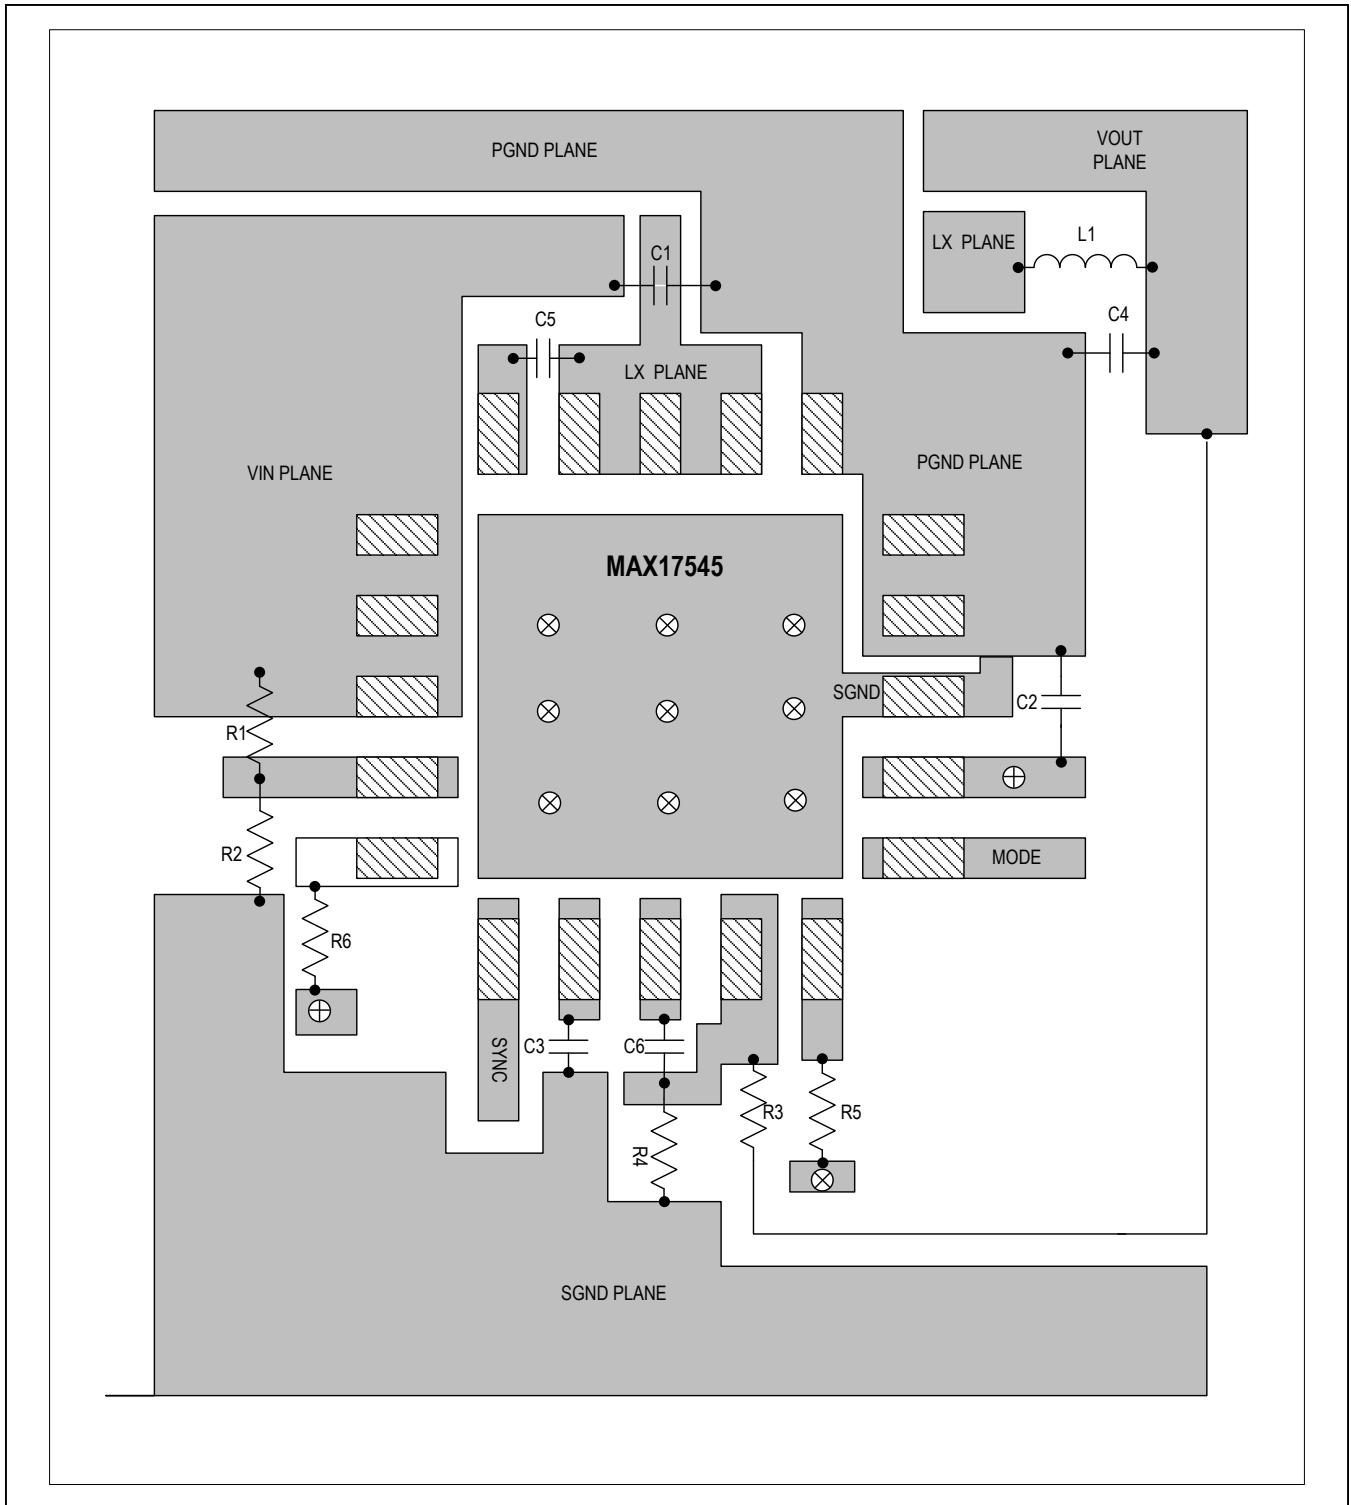 PGND PLANE
VOUT
PLANE
LX PLANE
L1
C1
C4
C5
LX PLANE
VIN PLANE
PGND PLANE
MAX17545
SGND
C2
R1
R2
MODE
R6
SYNC
C3
C6
R3
R5
R4
SGND PLANE